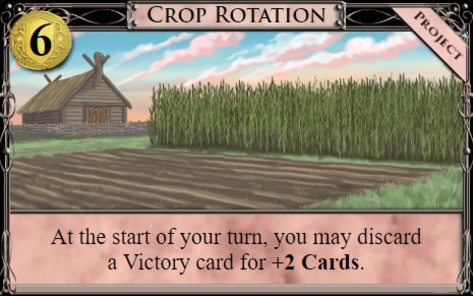 6
CROP ROTATION
PROJECT
At the start of your turn, you may discard
a Victory card for +2 Cards.